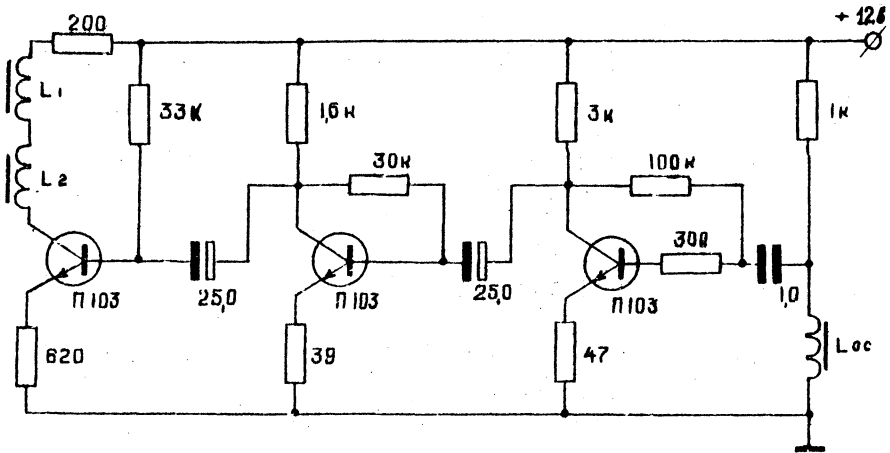 + 12в
200
L1
33К
1,6к
3к
1к
30к
100к
L2
300
П103
25,0
П103
25,0
П103
1,0
620
39
47
Lос